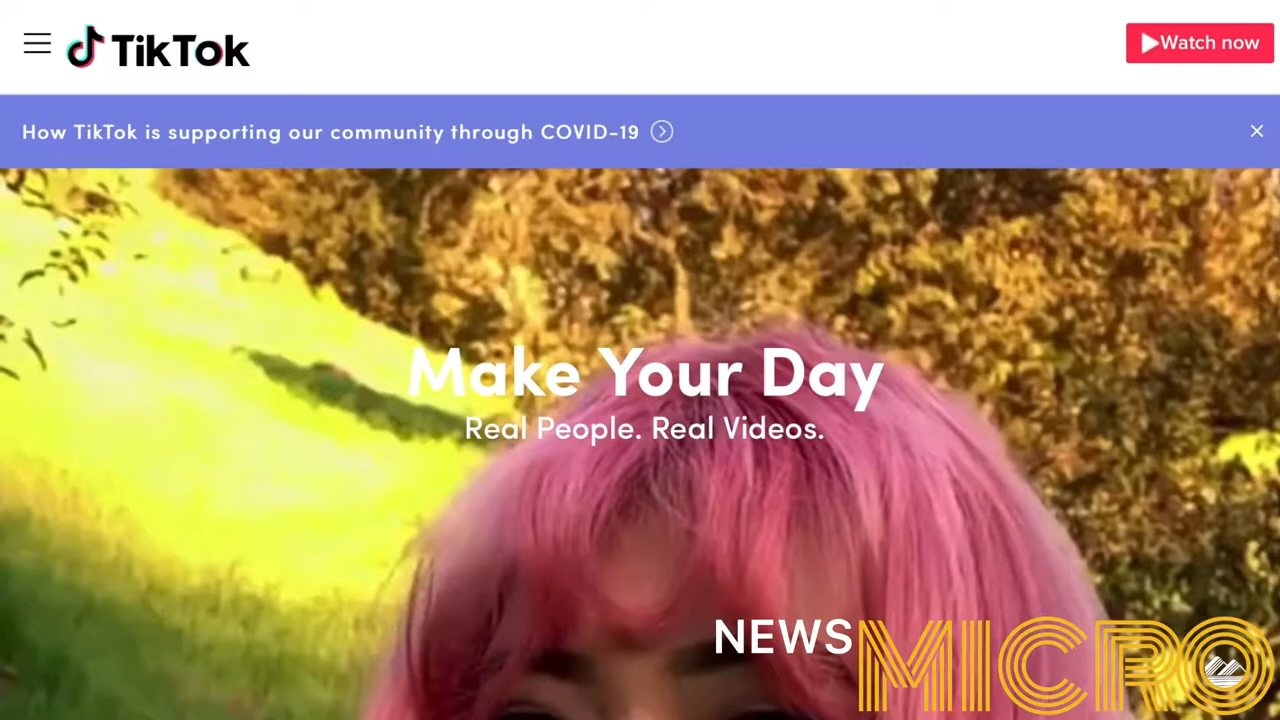 TikTok
Watch now
How TikTok is supporting our community through COVID-19
Make Your Day
Real People. Real Videos.
NEWS MICRO